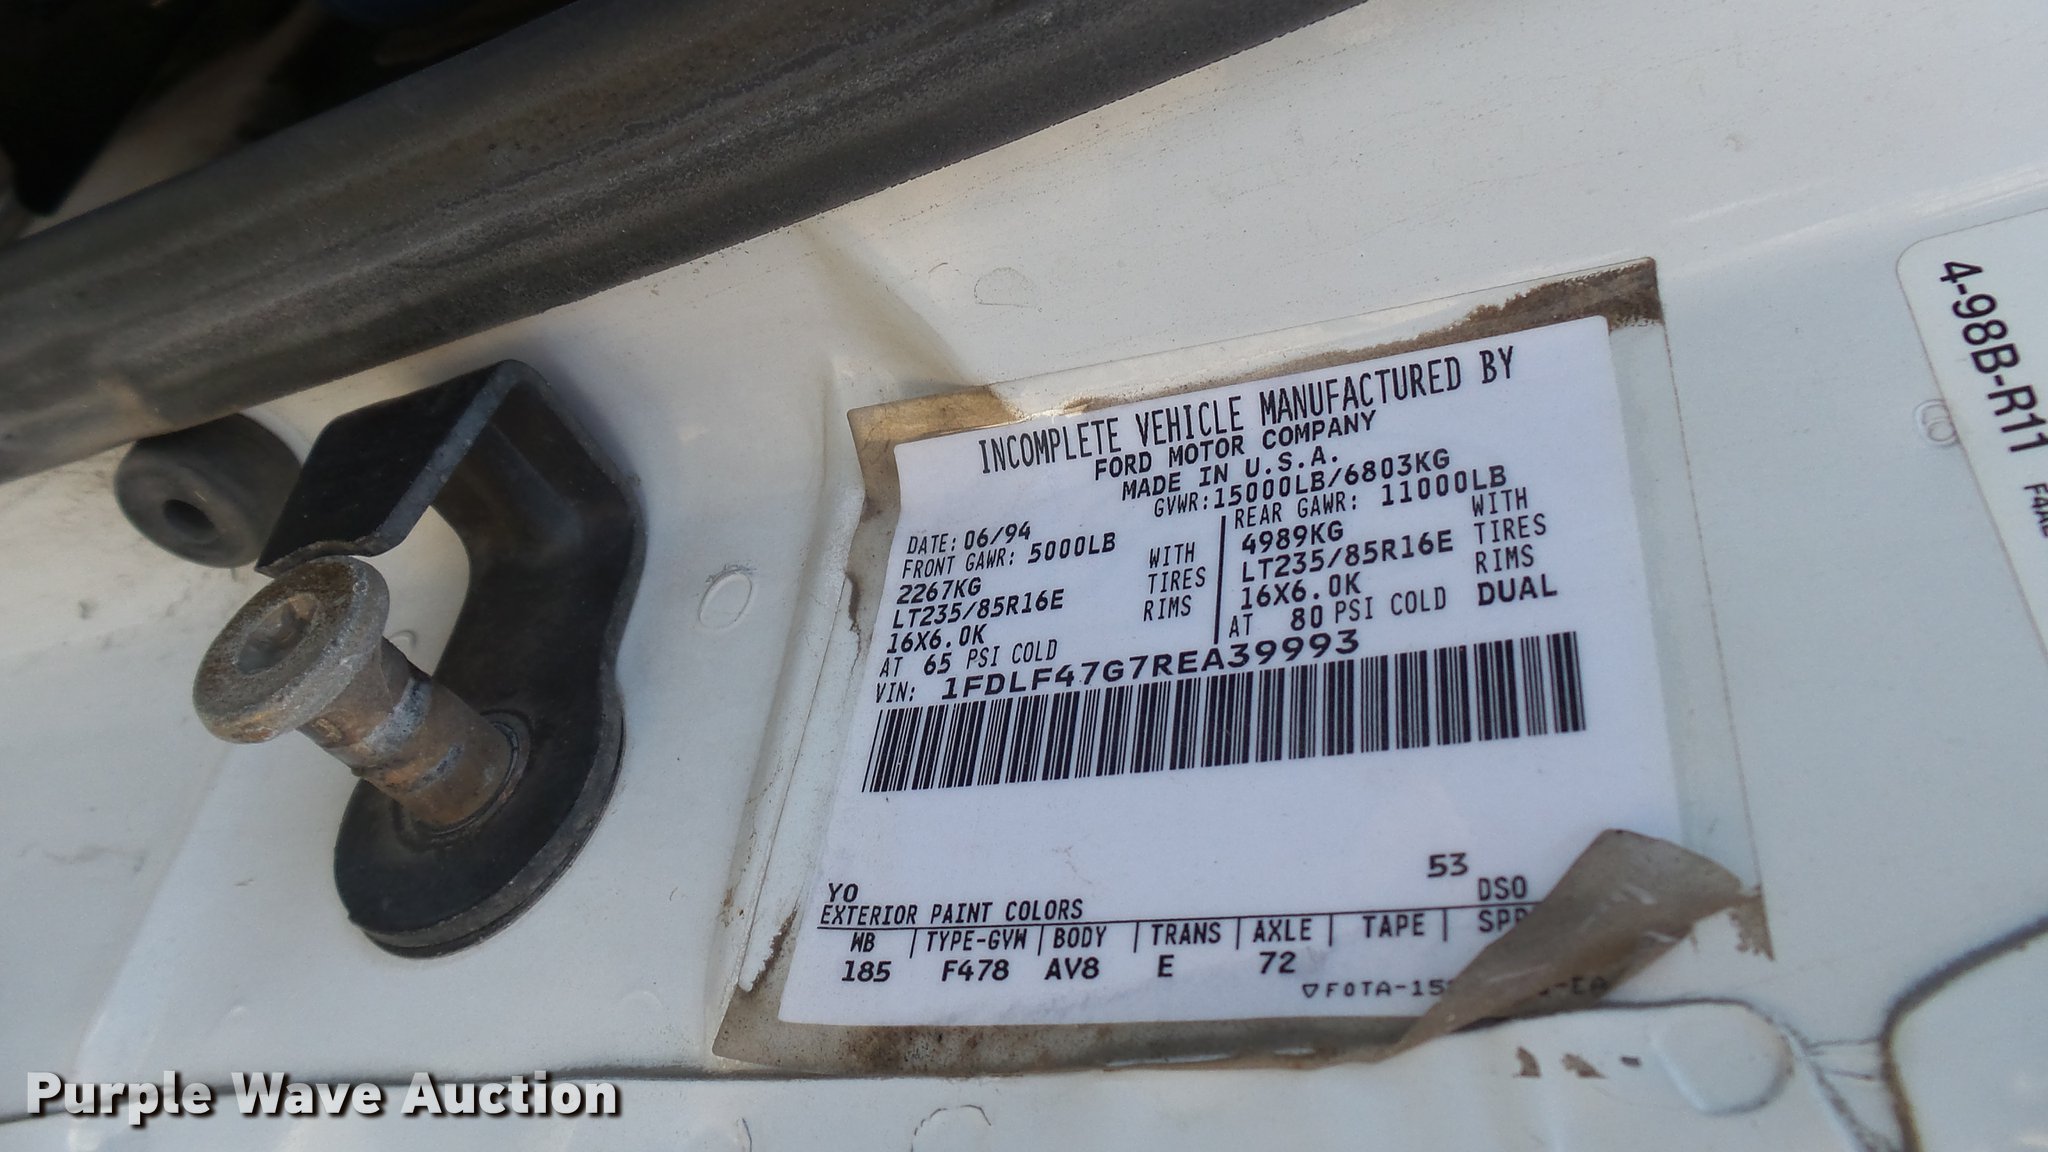 INCOMPLETE VEHICLE MANUFACTURED BY
FORD MOTOR COMPANY
MADE IN U.S.A.
GVWR:15000LB/6803KG
DATE: 06/94
FRONT GAWR: 5000LB
2267KG WITH
LT235/85R16E TIRES
16X6.0K RIMS
AT 65 PSI COLD
REAR GAWR: 11000LB
4989KG WITH
LT235/85R16E TIRES
16X6.0K RIMS
AT 80 PSI COLD DUAL
VIN: 1FDLF47G7REA39993
53
YO DSO
EXTERIOR PAINT COLORS
WB | TYPE-GVW | BODY | TRANS | AXLE | TAPE |
185 F478 AV8 E 72
4-98B-R11
Purple Wave Auction